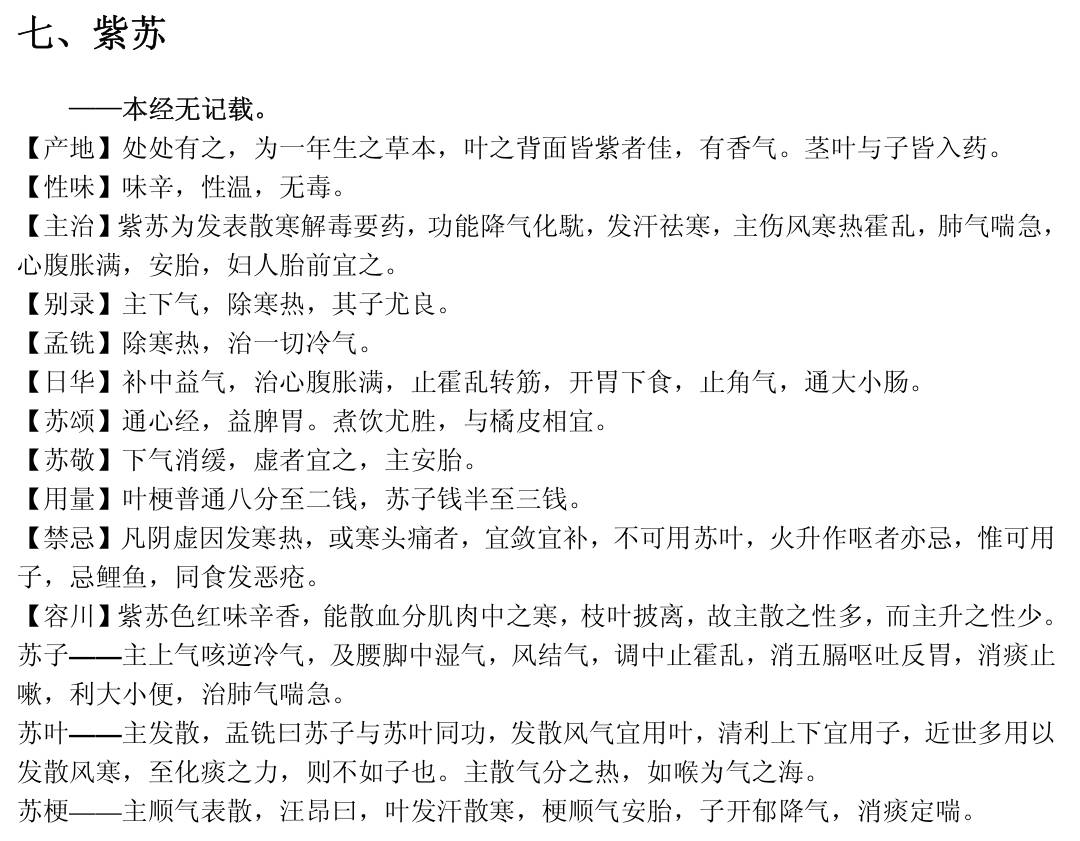 七、紫苏
——本经无记载。
【产地】处处有之，为一年生之草本，叶之背面皆紫者佳，有香气。茎叶与子皆入药。
【性味】味辛，性温，无毒。
【主治】紫苏为发表散寒解毒要药，功能降气化駾，发汗祛寒，主伤风寒热霍乱，肺气喘急，
心腹胀满，安胎，妇人胎前宜之。
【别录】主下气，除寒热，其子尤良。
【孟铣】除寒热，治一切冷气。
【日华】补中益气，治心腹胀满，止霍乱转筋，开胃下食，止角气，通大小肠。
【苏颂】通心经，益脾胃。煮饮尤胜，与橘皮相宜。
【苏敬】下气消缓，虚者宜之，主安胎。
【用量】叶梗普通八分至二钱，苏子钱半至三钱。
【禁忌】凡阴虚因发寒热，或寒头痛者，宜敛宜补，不可用苏叶，火升作呕者亦忌，惟可用
子，忌鲤鱼，同食发恶疮。
【容川】紫苏色红味辛香，能散血分肌肉中之寒，枝叶披离，故主散之性多，而主升之性少。
苏子——主上气咳逆冷气，及腰脚中湿气，风结气，调中止霍乱，消五膈呕吐反胃，消痰止
嗽，利大小便，治肺气喘急。
苏叶——主发散，盂铣曰苏子与苏叶同功，发散风气宜用叶，清利上下宜用子，近世多用以
发散风寒，至化痰之力，则不如子也。主散气分之热，如喉为气之海。
苏梗——主顺气表散，汪昂曰，叶发汗散寒，梗顺气安胎，子开郁降气，消痰定喘。